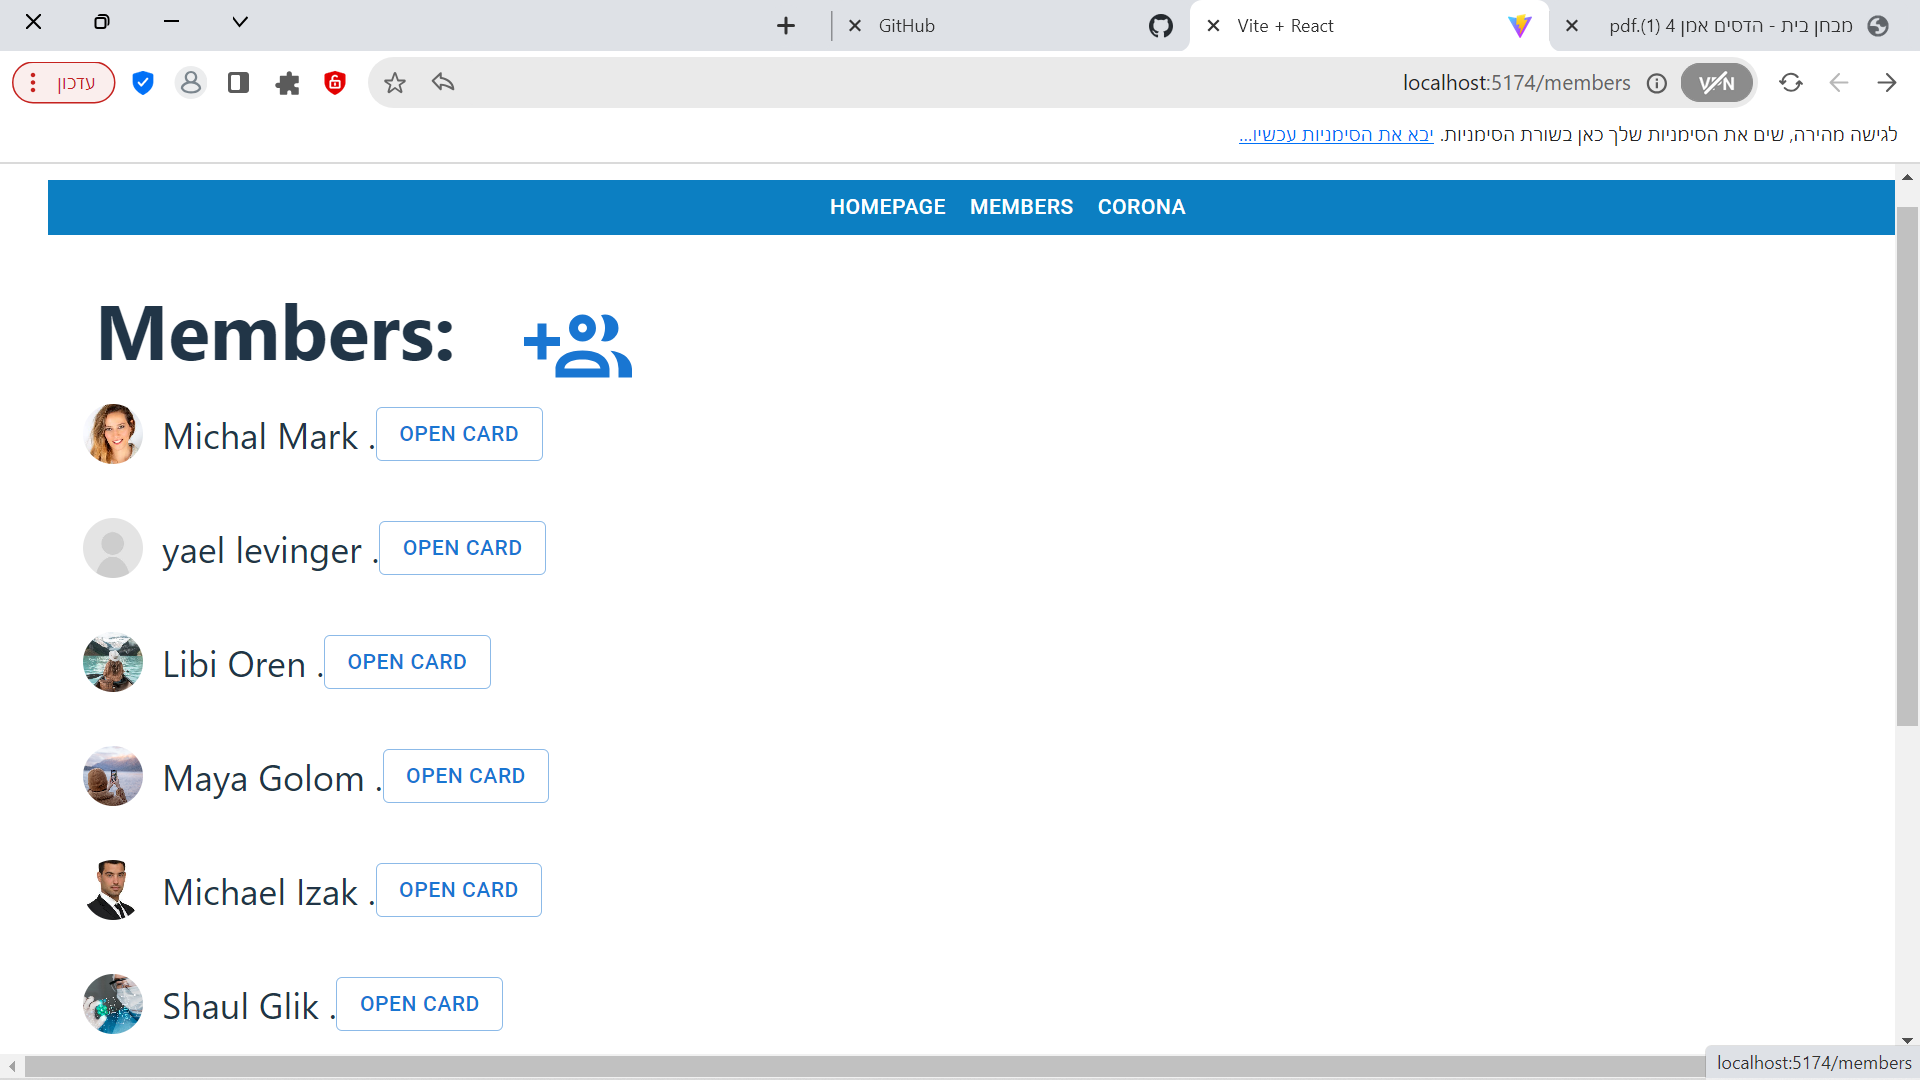 מבחן בית - הדסים אמן 4 (1).pdf
Vite + React
GitHub
VPN
localhost:5174/members
עדכון
לגישה מהירה, שים את הסימניות שלך כאן בשורת הסימניות. יבא את הסימניות עכשיו...
HOMEPAGE MEMBERS CORONA
Members:
Michal Mark . OPEN CARD
yael levinger . OPEN CARD
Libi Oren . OPEN CARD
Maya Golom . OPEN CARD
Michael Izak . OPEN CARD
Shaul Glik . OPEN CARD
localhost:5174/members